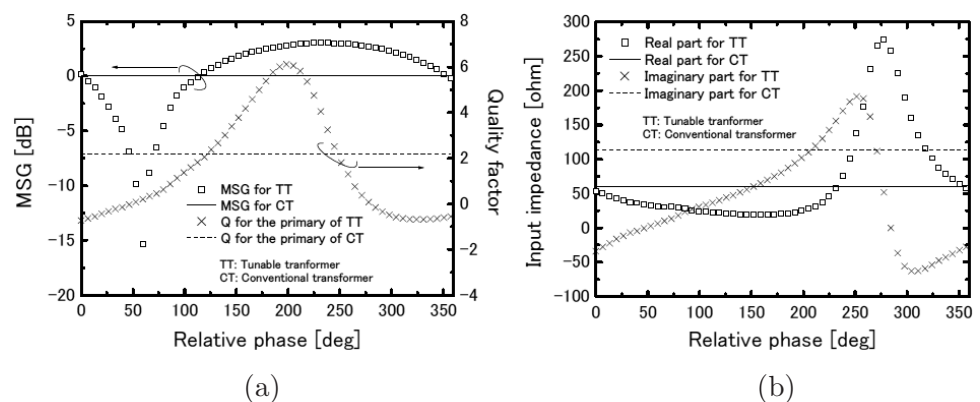 5
0
−5
−10
−15
−20
MSG [dB]
8
6
4
2
0
−2
−4
Quality factor
MSG for TT
MSG for CT
Q for the primary of TT
Q for the primary of CT
TT: Tunable tranformer
CT: Conventional transformer
0 50 100 150 200 250 300 350
Relative phase [deg]
(a)
300
250
200
150
100
50
0
−50
−100
Input impedance [ohm]
Real part for TT
Real part for CT
Imaginary part for TT
Imaginary part for CT
TT: Tunable tranformer
CT: Conventional transformer
0 50 100 150 200 250 300 350
Relative phase [deg]
(b)